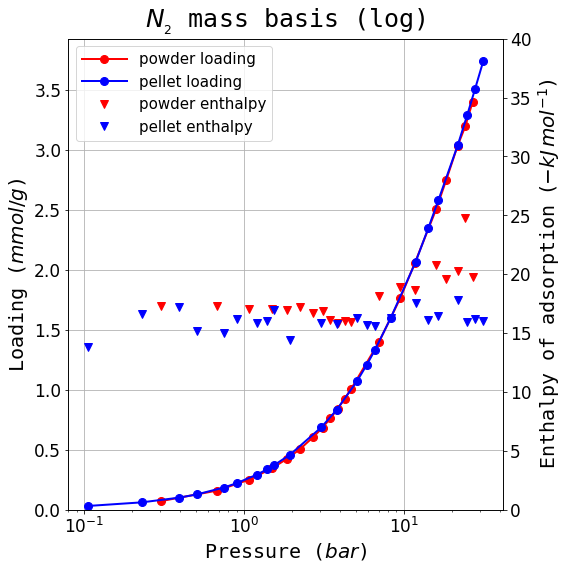 N₂ mass basis (log)
powder loading
pellet loading
powder enthalpy
pellet enthalpy
Loading (mmol/g)
0.0
0.5
1.0
1.5
2.0
2.5
3.0
3.5
Enthalpy of adsorption (−kJmol⁻¹)
0
5
10
15
20
25
30
35
40
10⁻¹
10⁰
10¹
Pressure (bar)